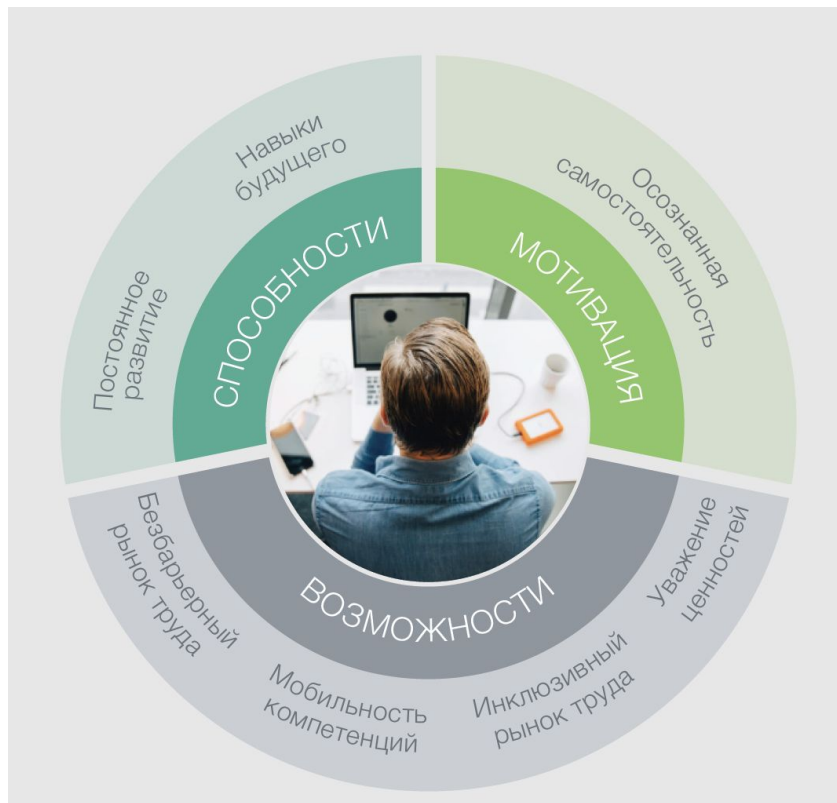 Навыки
будущего
Постоянное
развитие
СПОСОБНОСТИ
Осознанная
самостоятельность
МОТИВАЦИЯ
ВОЗМОЖНОСТИ
Безбарьерный
рынок труда
Мобильность
компетенций
Инклюзивный
рынок труда
Уважение
ценностей